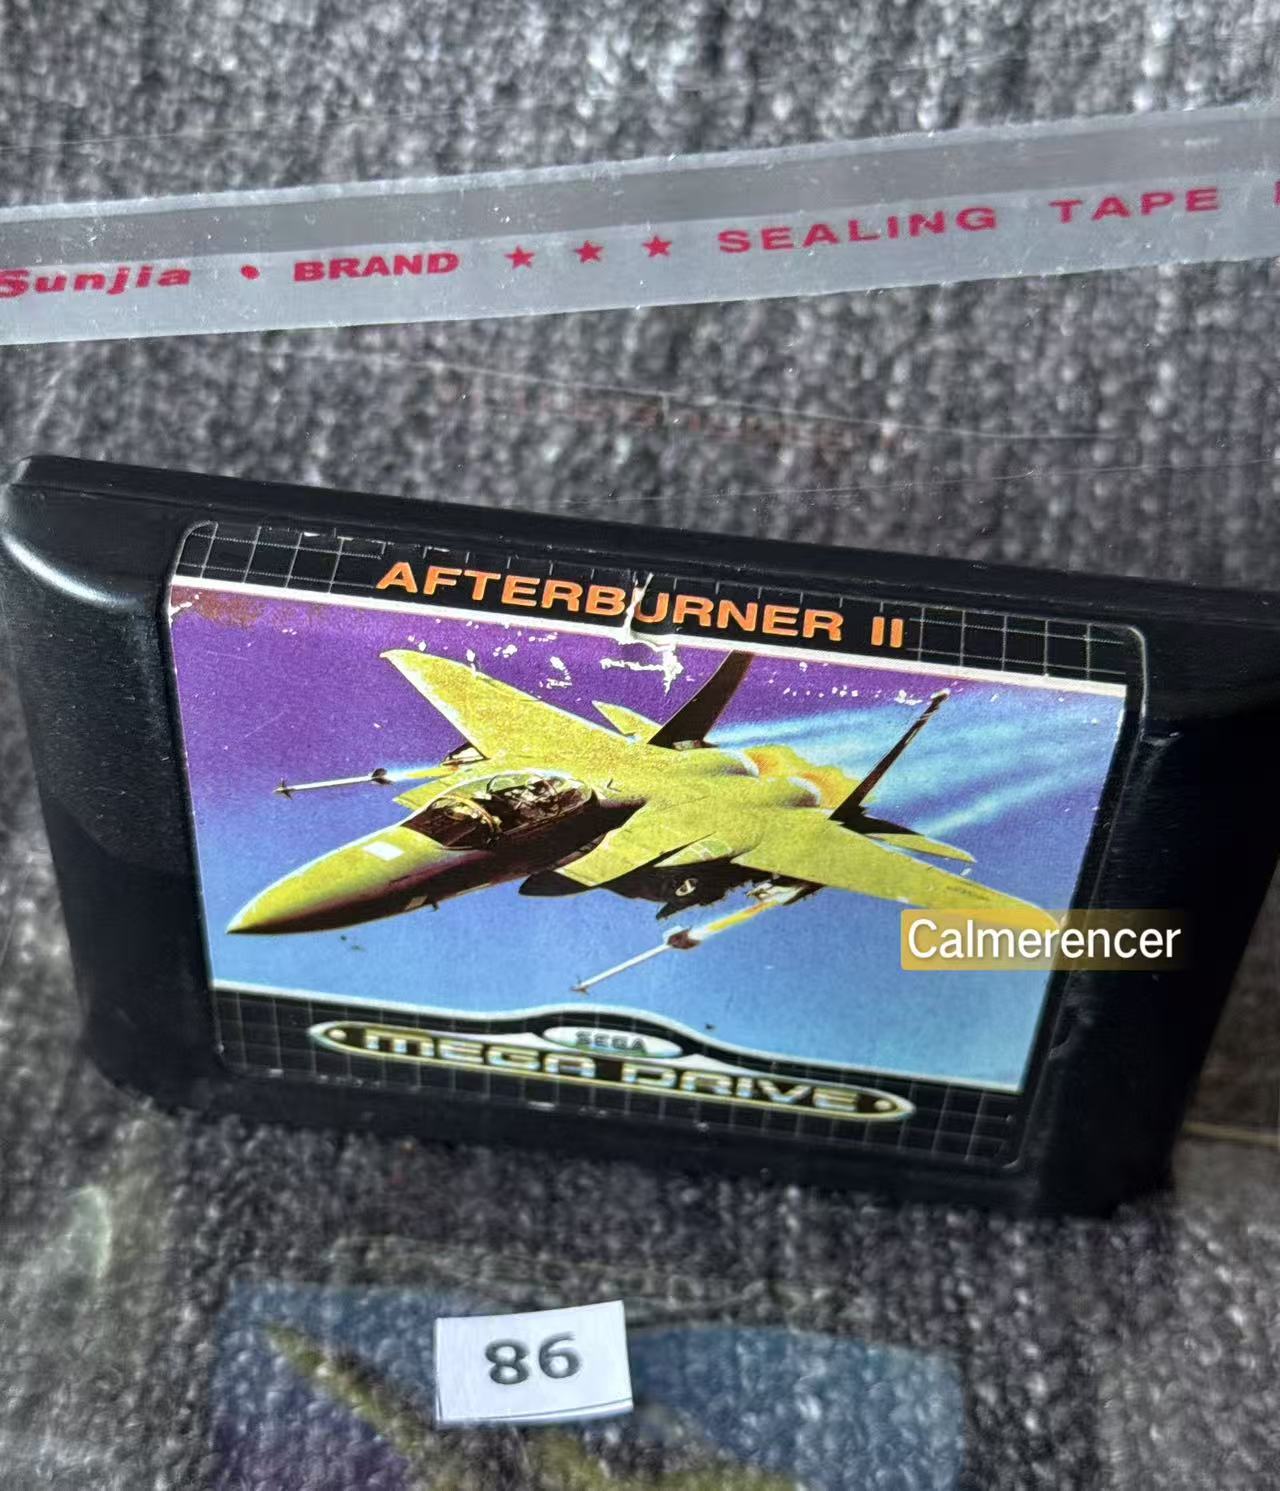 Sunjia • BRAND ★ ★ ★ SEALING TAPE
AFTERBURNER II
Calmerencer
SEGA
MEGA DRIVE
86